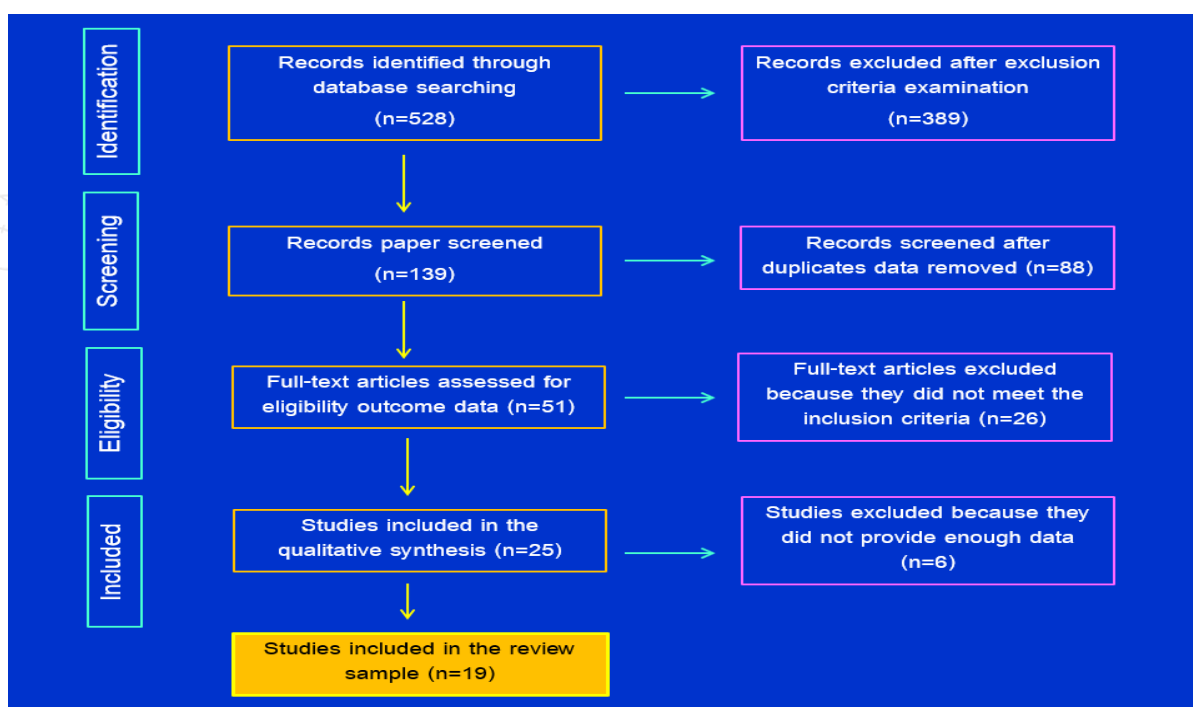 Identification
Records identified through
database searching
(n=528)
Records excluded after exclusion
criteria examination
(n=389)
Screening
Records paper screened
(n=139)
Records screened after
duplicates data removed (n=88)
Eligibility
Full-text articles assessed for
eligibility outcome data (n=51)
Full-text articles excluded
because they did not meet the
inclusion criteria (n=26)
Included
Studies included in the
qualitative synthesis (n=25)
Studies excluded because they
did not provide enough data
(n=6)
Studies included in the review
sample (n=19)